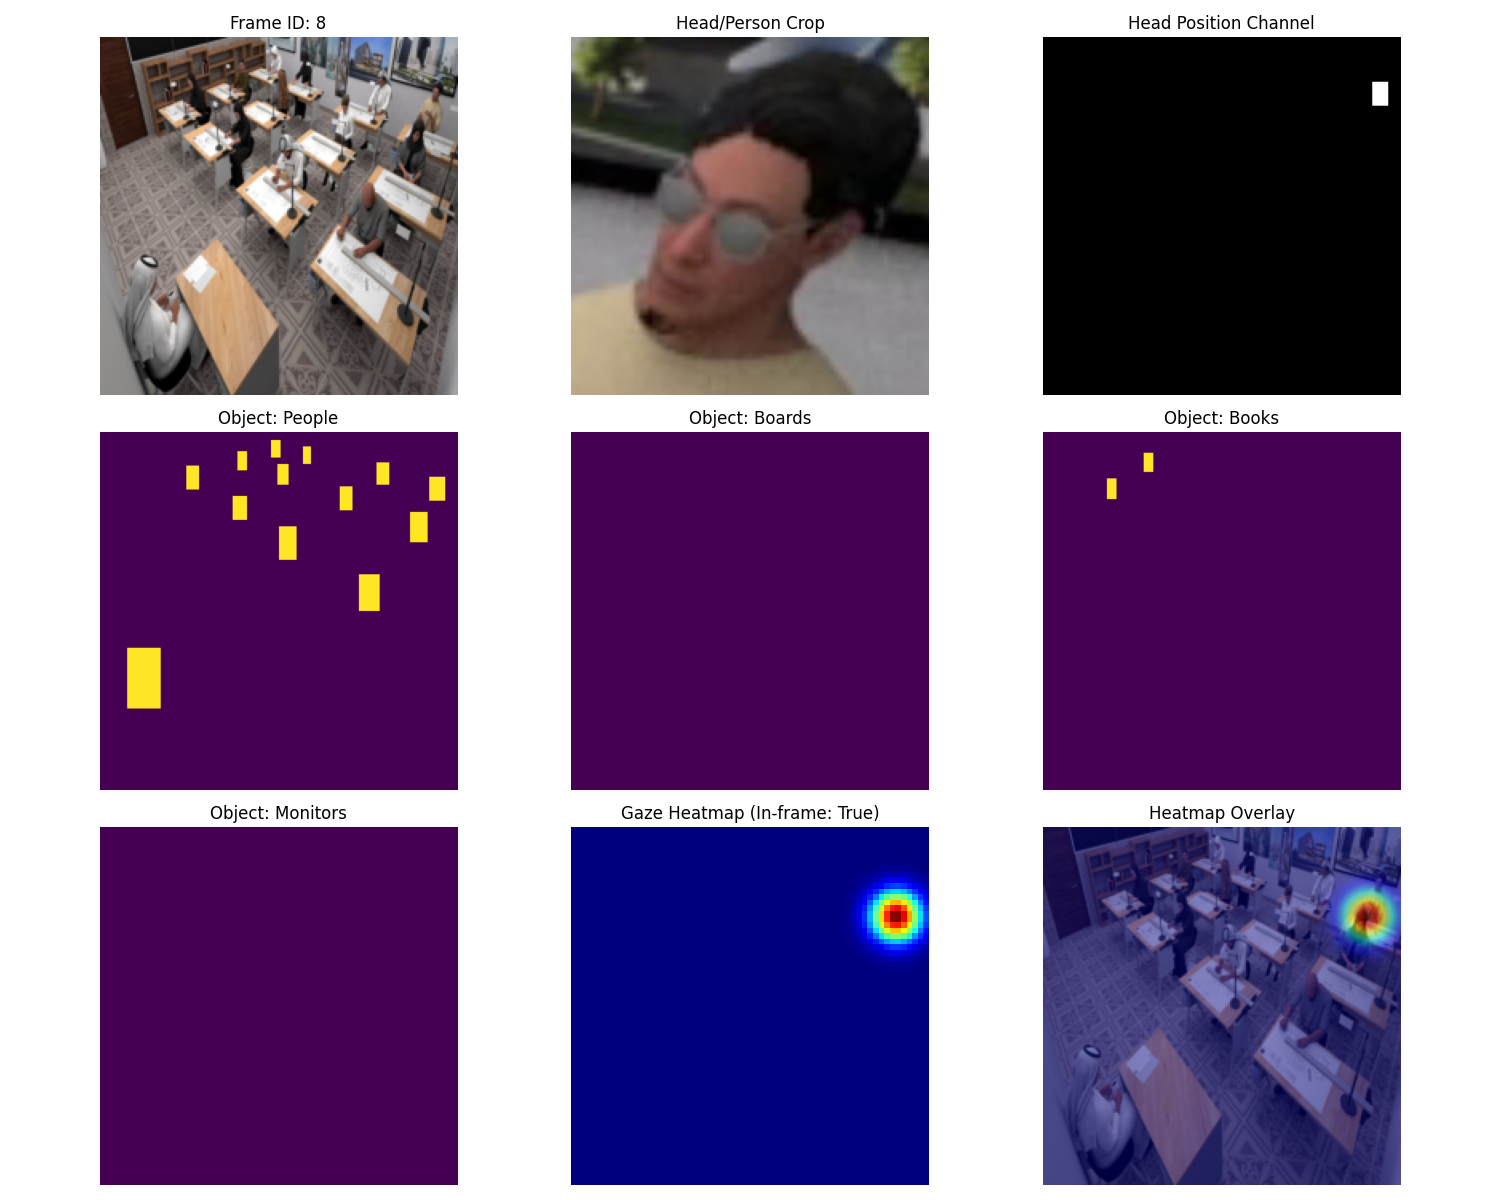 Frame ID: 8
Head/Person Crop
Head Position Channel
Object: People
Object: Boards
Object: Books
Object: Monitors
Gaze Heatmap (In-frame: True)
Heatmap Overlay